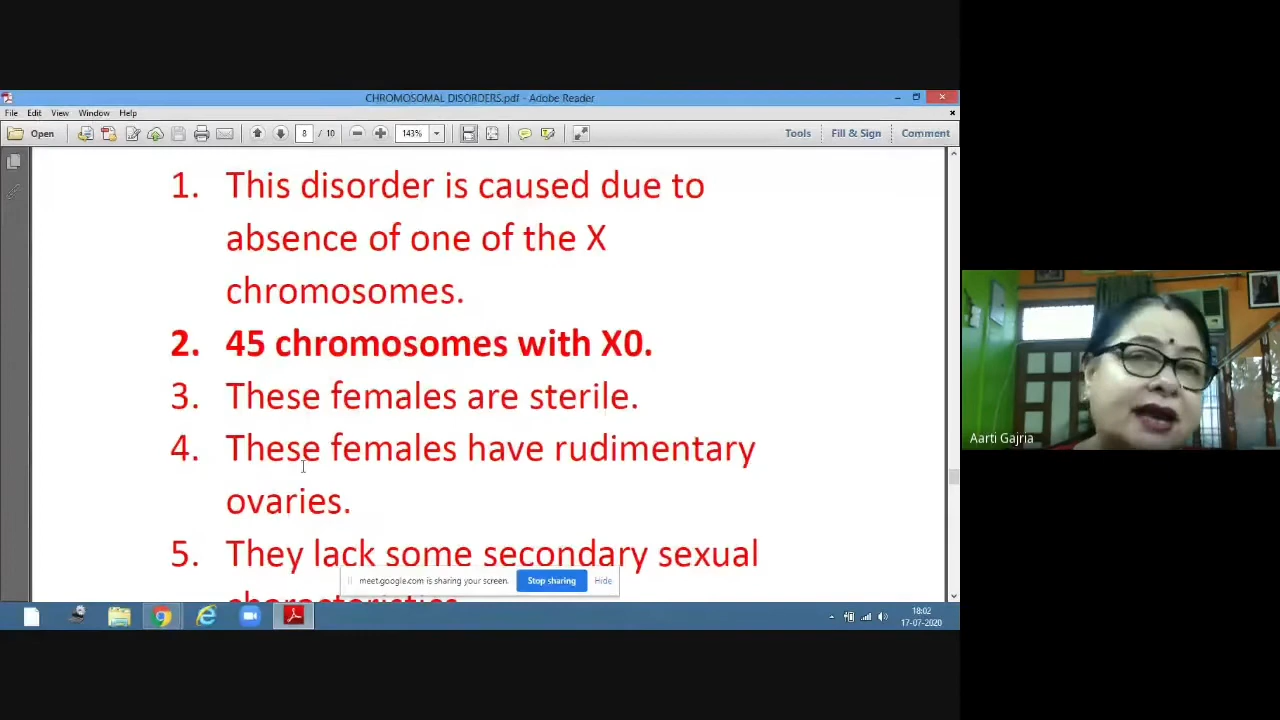 CHROMOSOMAL DISORDERS.pdf - Adobe Reader
File Edit View Window Help
Open 8 / 10 143% Tools Fill & Sign Comment
1. This disorder is caused due to
absence of one of the X
chromosomes.
2. 45 chromosomes with X0.
3. These females are sterile.
4. These females have rudimentary
ovaries.
5. They lack some secondary sexual
characteristics
meet.google.com is sharing your screen. Stop sharing Hide
18:02
17-07-2020
Aarti Gajria